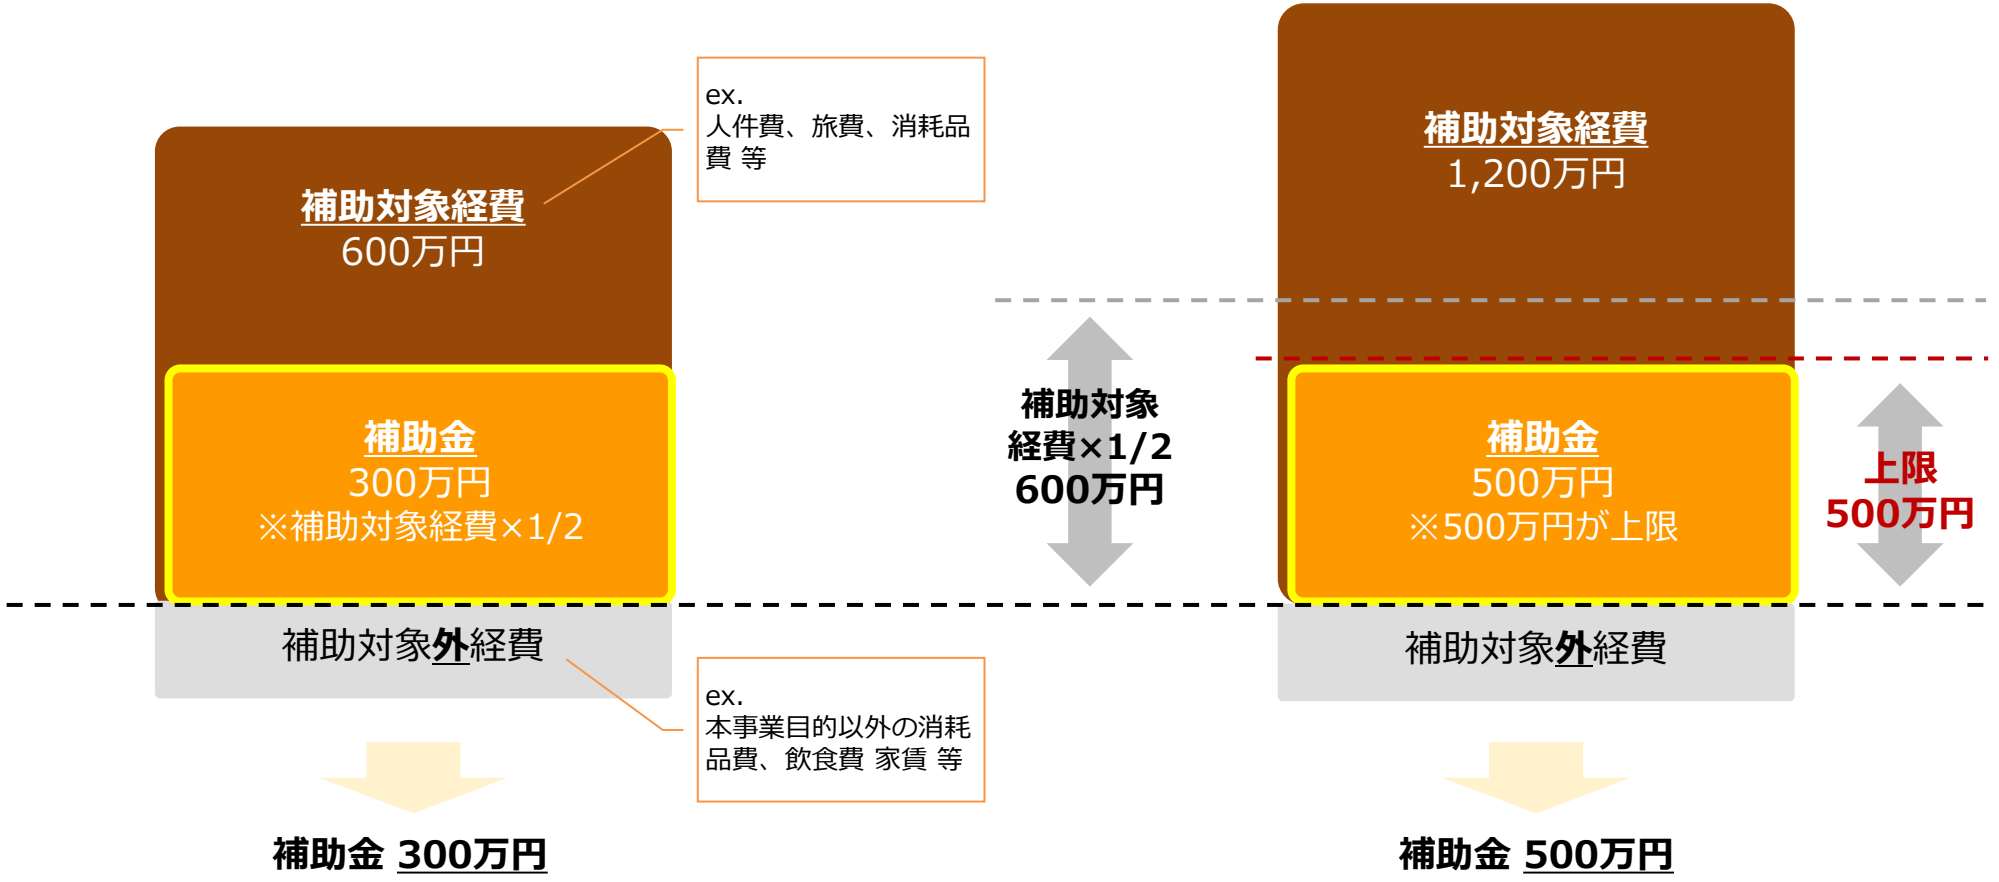 補助対象経費
600万円
補助金
300万円
※補助対象経費×1/2
補助対象外経費
補助金 300万円
ex.
人件費、旅費、消耗品
費 等
ex.
本事業目的以外の消耗
品費、飲食費 家賃 等
補助対象
経費×1/2
600万円
補助対象経費
1,200万円
補助金
500万円
※500万円が上限
補助対象外経費
補助金 500万円
上限
500万円